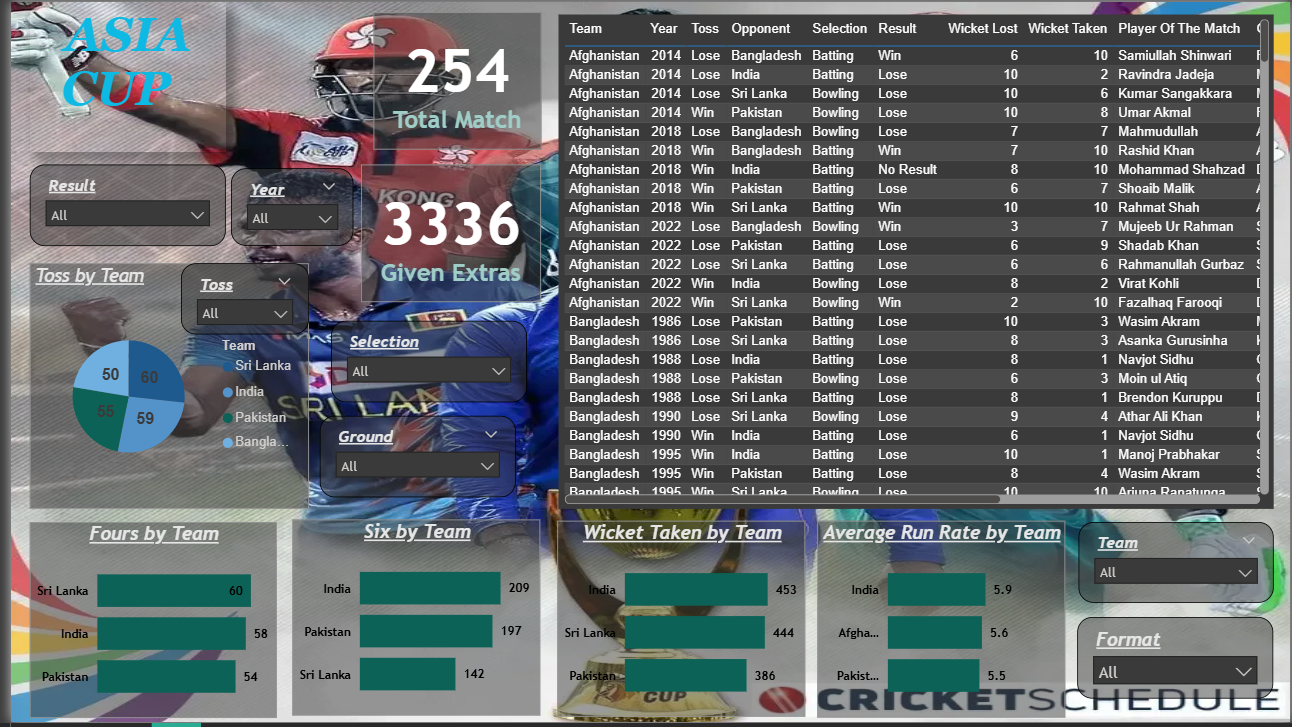 ASIA
CUP
254
Total Match
3336
Given Extras
Result
All
Year
All
Toss by Team
Toss
All
Team
Sri Lanka
India
Pakistan
Bangla...
50
60
55
59
Selection
All
Ground
All
KONG
SRI LAN
Team Year Toss Opponent Selection Result Wicket Lost Wicket Taken Player Of The Match
Afghanistan 2014 Lose Bangladesh Batting Win 6 10 Samiullah Shinwari
Afghanistan 2014 Lose India Batting Lose 10 2 Ravindra Jadeja
Afghanistan 2014 Lose Sri Lanka Bowling Lose 10 6 Kumar Sangakkara
Afghanistan 2014 Win Pakistan Bowling Lose 10 8 Umar Akmal
Afghanistan 2018 Lose Bangladesh Bowling Lose 7 7 Mahmudullah
Afghanistan 2018 Win Bangladesh Batting Win 7 10 Rashid Khan
Afghanistan 2018 Win India Batting No Result 8 10 Mohammad Shahzad
Afghanistan 2018 Win Pakistan Batting Lose 6 7 Shoaib Malik
Afghanistan 2018 Win Sri Lanka Batting Win 10 10 Rahmat Shah
Afghanistan 2022 Lose Bangladesh Bowling Win 3 7 Mujeeb Ur Rahman
Afghanistan 2022 Lose Pakistan Batting Lose 6 9 Shadab Khan
Afghanistan 2022 Lose Sri Lanka Batting Lose 6 6 Rahmanullah Gurbaz
Afghanistan 2022 Win India Bowling Lose 8 2 Virat Kohli
Afghanistan 2022 Win Sri Lanka Bowling Win 2 10 Fazalhaq Farooqi
Bangladesh 1986 Lose Pakistan Batting Lose 10 3 Wasim Akram
Bangladesh 1986 Lose Sri Lanka Batting Lose 8 3 Asanka Gurusinha
Bangladesh 1988 Lose India Batting Lose 8 1 Navjot Sidhu
Bangladesh 1988 Lose Pakistan Bowling Lose 6 3 Moin ul Atiq
Bangladesh 1988 Lose Sri Lanka Batting Lose 8 1 Brendon Kuruppu
Bangladesh 1990 Lose Sri Lanka Bowling Lose 9 4 Athar Ali Khan
Bangladesh 1990 Win India Batting Lose 6 1 Navjot Sidhu
Bangladesh 1995 Win India Batting Lose 10 1 Manoj Prabhakar
Bangladesh 1995 Win Pakistan Batting Lose 8 4 Wasim Akram
Bangladesh 1995 Win Sri Lanka Bowling Lose 10 10 Arjuna Ranatunga
Fours by Team
Sri Lanka 60
India 58
Pakistan 54
Six by Team
India 209
Pakistan 197
Sri Lanka 142
Wicket Taken by Team
India 453
Sri Lanka 444
Pakistan 386
CUP
Average Run Rate by Team
India 5.9
Afgha... 5.6
Pakist... 5.5
Team
All
Format
All
CRICKETSCHEDULE